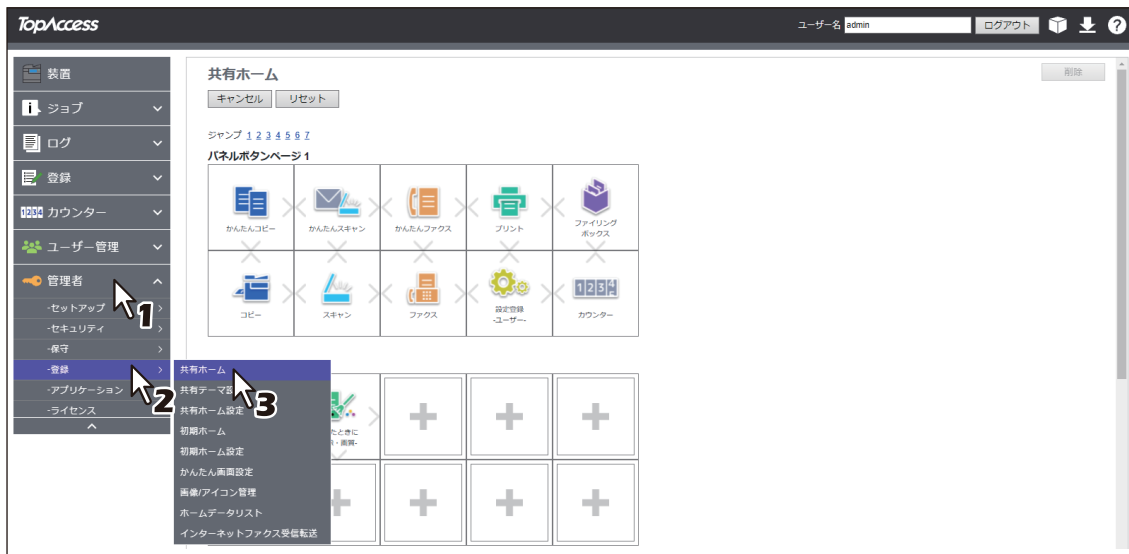 TopAccess
ユーザー名 admin ログアウト
装置
ジョブ
ログ
登録
カウンター
ユーザー管理
管理者
-セットアップ
-セキュリティ
-保守
-登録
-アプリケーション
-ライセンス
1
2
3
共有ホーム
共有テーマ設
共有ホーム設定
初期ホーム
初期ホーム設定
かんたん画面設定
画像/アイコン管理
ホームデータリスト
インターネットファクス受信転送
共有ホーム
削除
キャンセル リセット
ジャンプ 1 2 3 4 5 6 7
パネルボタンページ 1
かんたんコピー かんたんスキャン かんたんファクス プリント ファイリング
ボックス
コピー スキャン ファクス 設定登録
-ユーザー- カウンター
たときに
・画質-